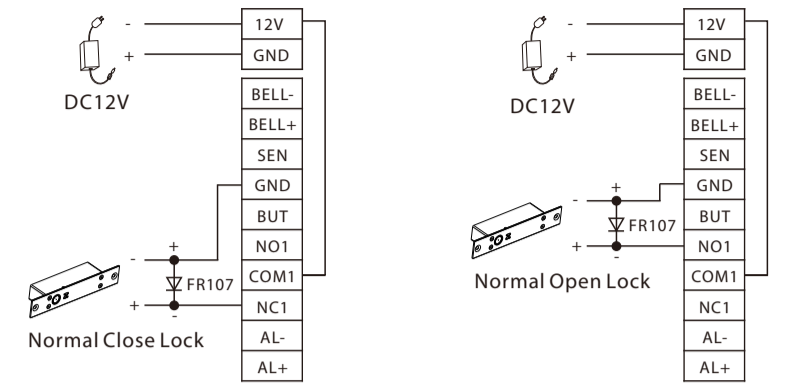 - 12V
+ GND
DC12V
BELL-
BELL+
SEN
GND
BUT
NO1
COM1
NC1
AL-
AL+
-
+
FR107
+
-
Normal Close Lock
- 12V
+ GND
DC12V
BELL-
BELL+
SEN
GND
BUT
NO1
COM1
NC1
AL-
AL+
+
-
FR107
+
-
Normal Open Lock